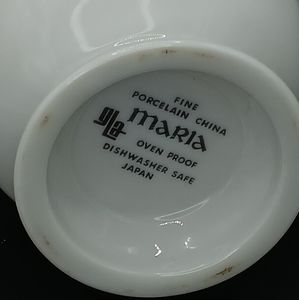 FINE
PORCELAIN CHINA
maria
OVEN PROOF
DISHWASHER SAFE
JAPAN